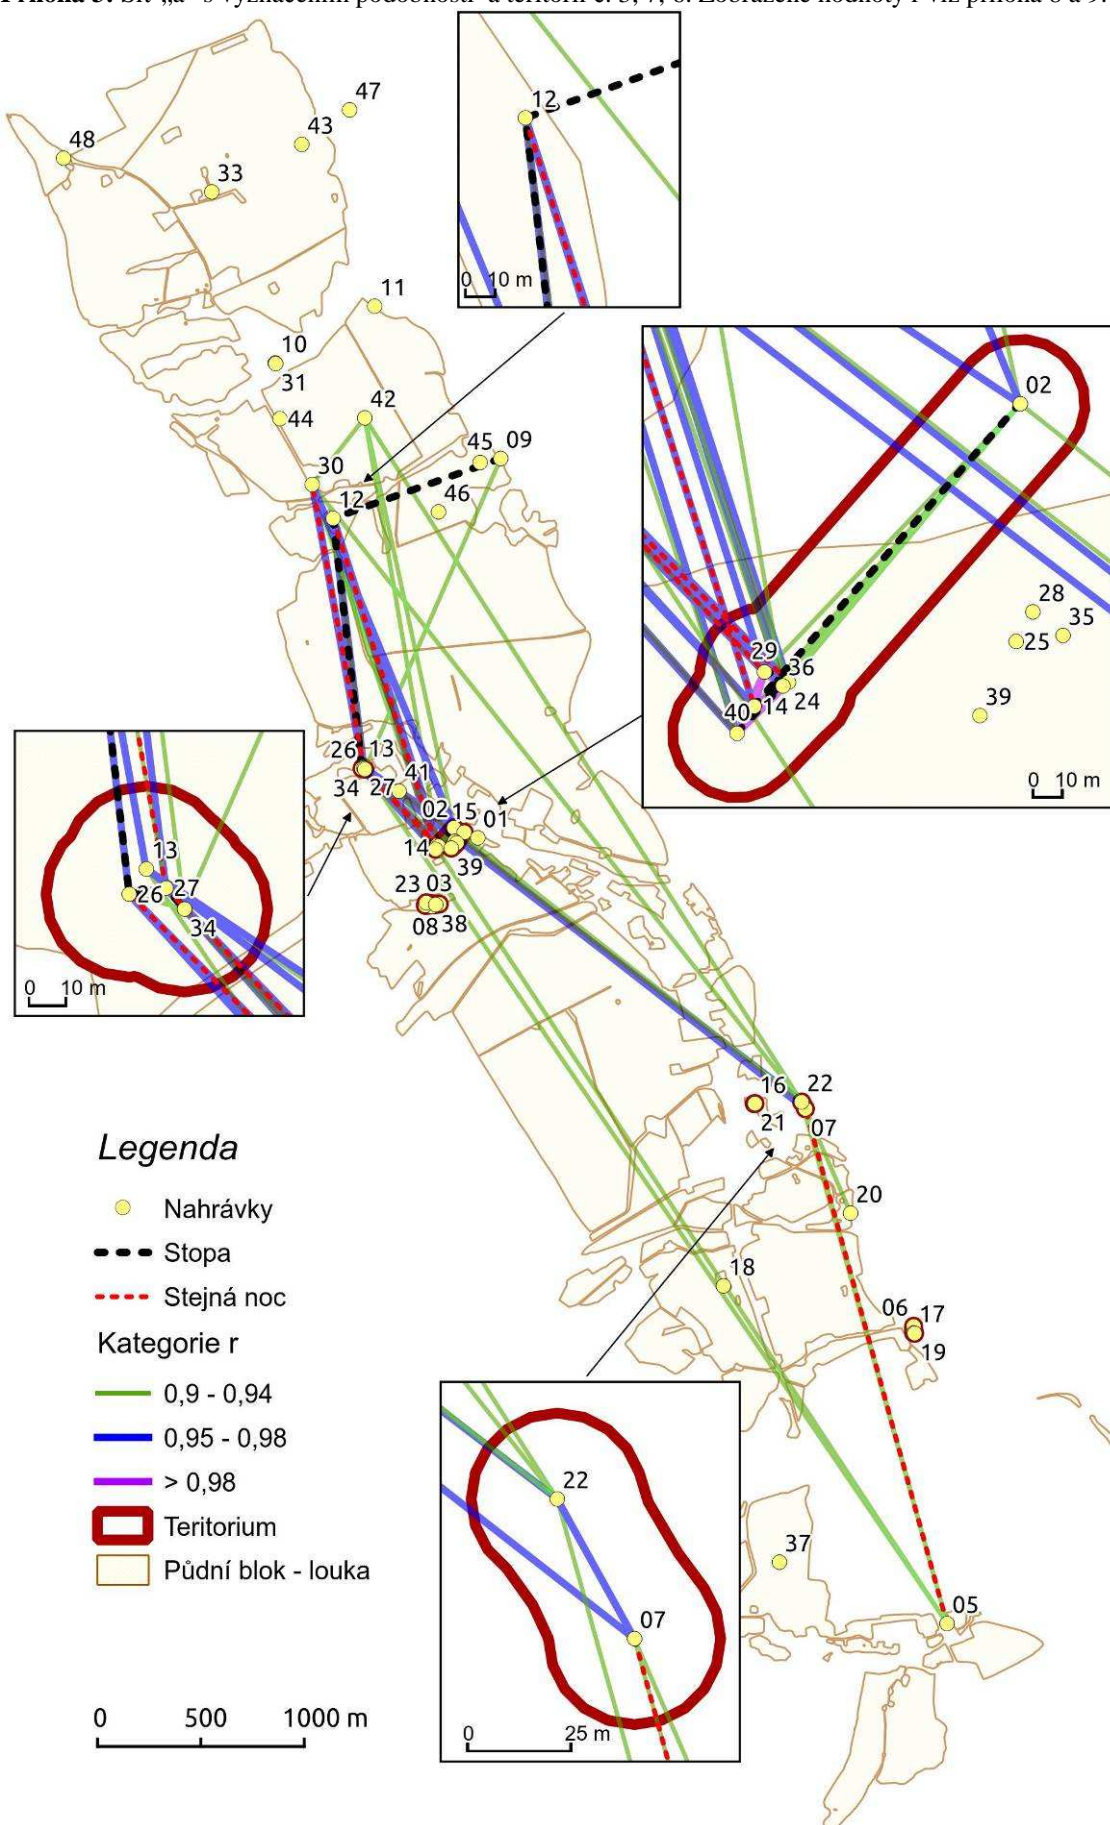 síť „a“ s vyznačením podobností a teritorií č. 5, 7, 8. Zobrazené hodnoty r viz příloha 8 a 9.
12
0 10 m
47
43
48
33
11
10
31
42
44
02
45 09
30
12
46
28
35
25
29
36
24
14
40
39
0 10 m
26 13
34 27 41
02 15 01
14
39
23 03
08 38
13
26 27
34
0 10 m
16 22
21
07
20
18
06 17
19
Legenda
Nahrávky
Stopa
Stejná noc
Kategorie r
0,9 - 0,94
0,95 - 0,98
> 0,98
Teritorium
Půdní blok - louka
22
07
0 25 m
37
05
0 500 1000 m